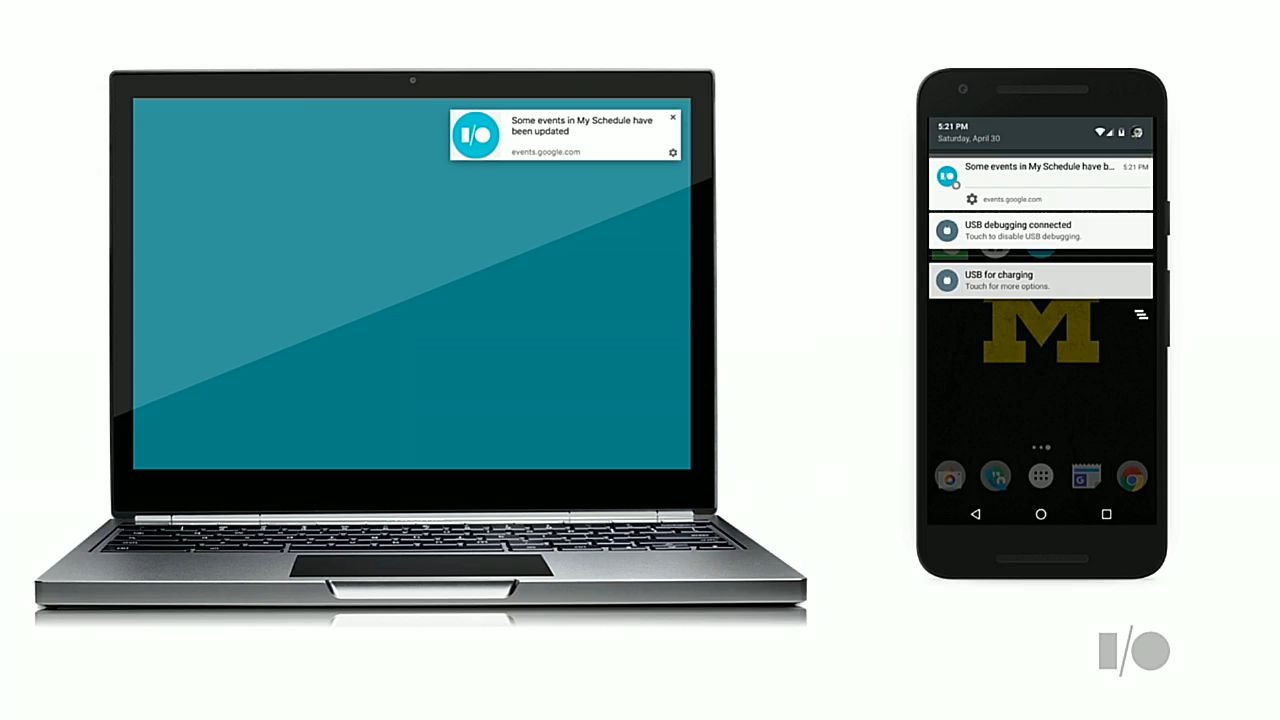 I/O
Some events in My Schedule have
been updated
events.google.com
5:21 PM
Saturday, April 30
I/O
Some events in My Schedule have b... 5:21 PM
events.google.com
USB debugging connected
Touch to disable USB debugging.
USB for charging
Touch for more options.
M
G
I/O